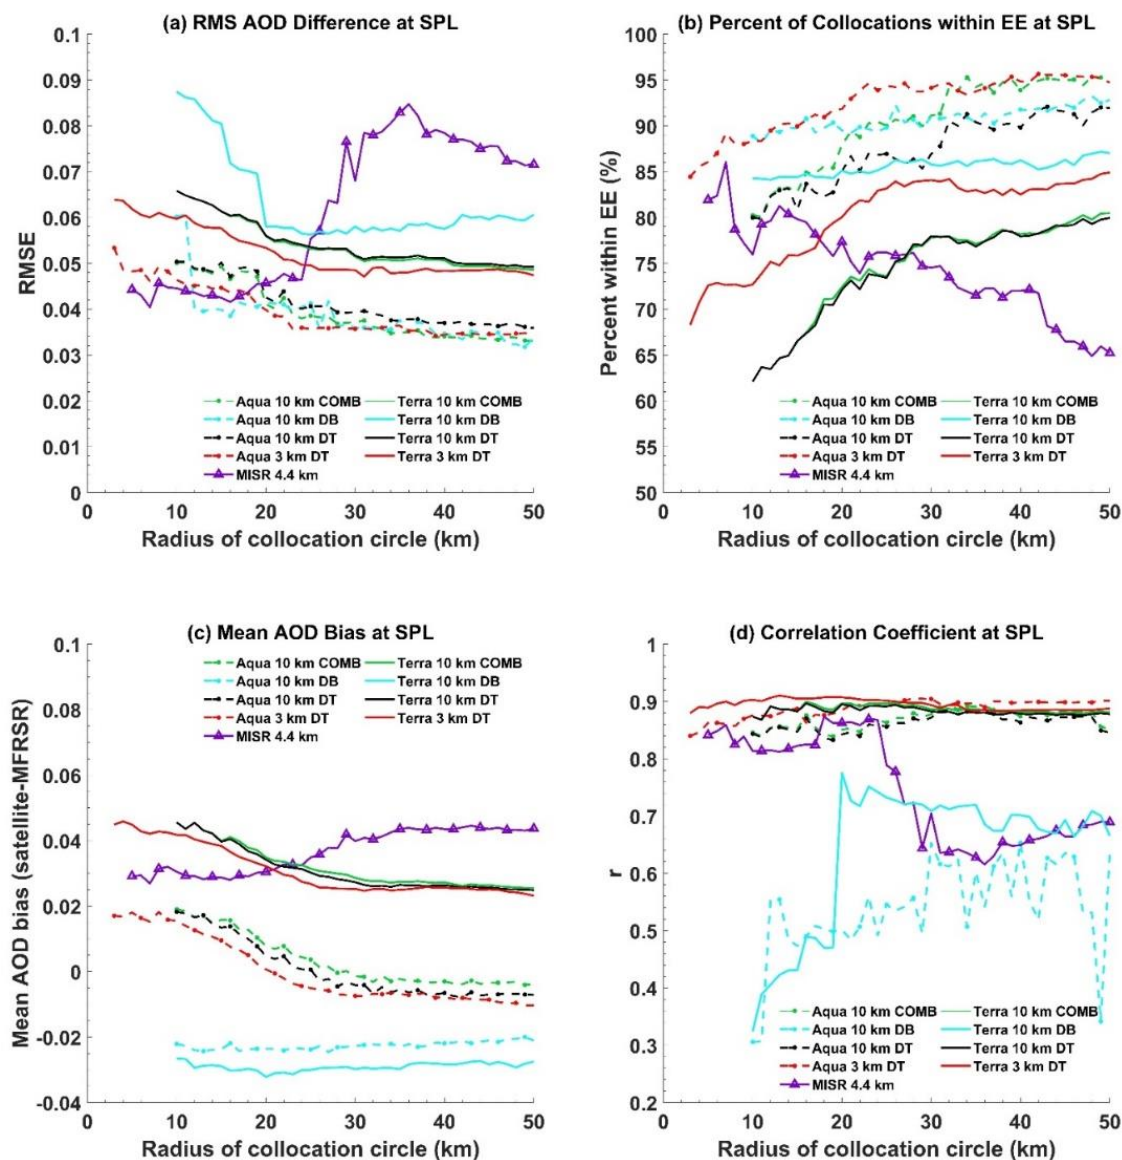 (a) RMS AOD Difference at SPL
0.1
0.09
0.08
0.07
0.06
0.05
0.04
0.03
0.02
0.01
0
RMSE
Aqua 10 km COMB Terra 10 km COMB
Aqua 10 km DB Terra 10 km DB
Aqua 10 km DT Terra 10 km DT
Aqua 3 km DT Terra 3 km DT
MISR 4.4 km
0 10 20 30 40 50
Radius of collocation circle (km)
(b) Percent of Collocations within EE at SPL
100
95
90
85
80
75
70
65
60
55
50
Percent within EE (%)
Aqua 10 km COMB Terra 10 km COMB
Aqua 10 km DB Terra 10 km DB
Aqua 10 km DT Terra 10 km DT
Aqua 3 km DT Terra 3 km DT
MISR 4.4 km
0 10 20 30 40 50
Radius of collocation circle (km)
(c) Mean AOD Bias at SPL
0.1
0.08
0.06
0.04
0.02
0
-0.02
-0.04
Mean AOD bias (satellite-MFRSR)
Aqua 10 km COMB Terra 10 km COMB
Aqua 10 km DB Terra 10 km DB
Aqua 10 km DT Terra 10 km DT
Aqua 3 km DT Terra 3 km DT
MISR 4.4 km
0 10 20 30 40 50
Radius of collocation circle (km)
(d) Correlation Coefficient at SPL
1
0.9
0.8
0.7
0.6
0.5
0.4
0.3
0.2
r
Aqua 10 km COMB Terra 10 km COMB
Aqua 10 km DB Terra 10 km DB
Aqua 10 km DT Terra 10 km DT
Aqua 3 km DT Terra 3 km DT
MISR 4.4 km
0 10 20 30 40 50
Radius of collocation circle (km)